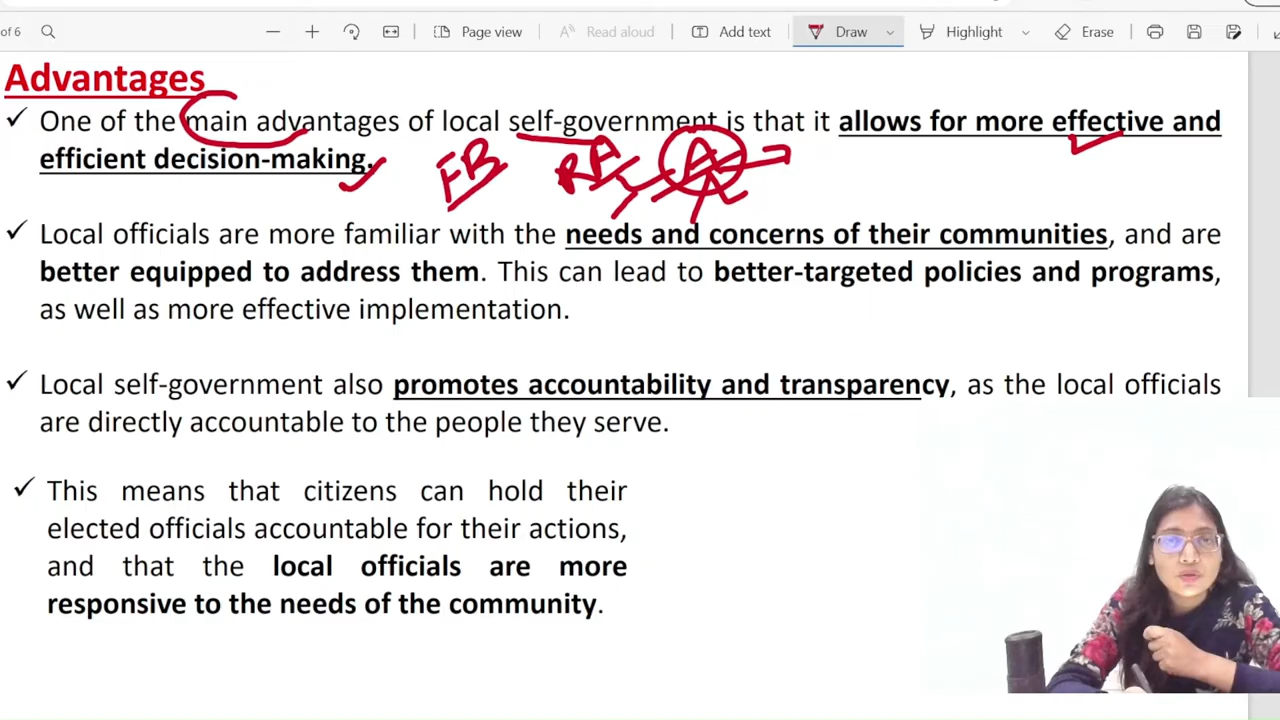 of 6 Page view Read aloud Add text Draw Highlight Erase
Advantages
✓ One of the main advantages of local self-government is that it allows for more effective and
efficient decision-making.
FB RA A
✓ Local officials are more familiar with the needs and concerns of their communities, and are
better equipped to address them. This can lead to better-targeted policies and programs,
as well as more effective implementation.
✓ Local self-government also promotes accountability and transparency, as the local officials
are directly accountable to the people they serve.
✓ This means that citizens can hold their
elected officials accountable for their actions,
and that the local officials are more
responsive to the needs of the community.